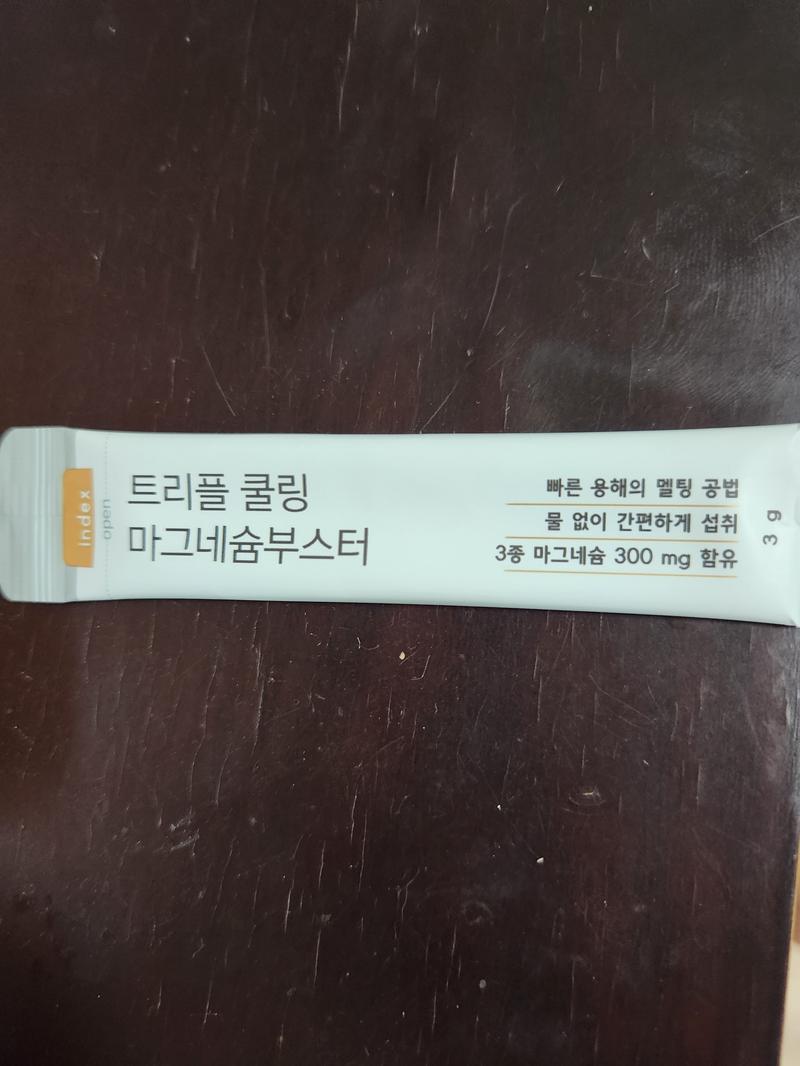 index
open
트리플 쿨링
마그네슘부스터
빠른 용해의 멜팅 공법
물 없이 간편하게 섭취
3종 마그네슘 300 mg 함유
3 g